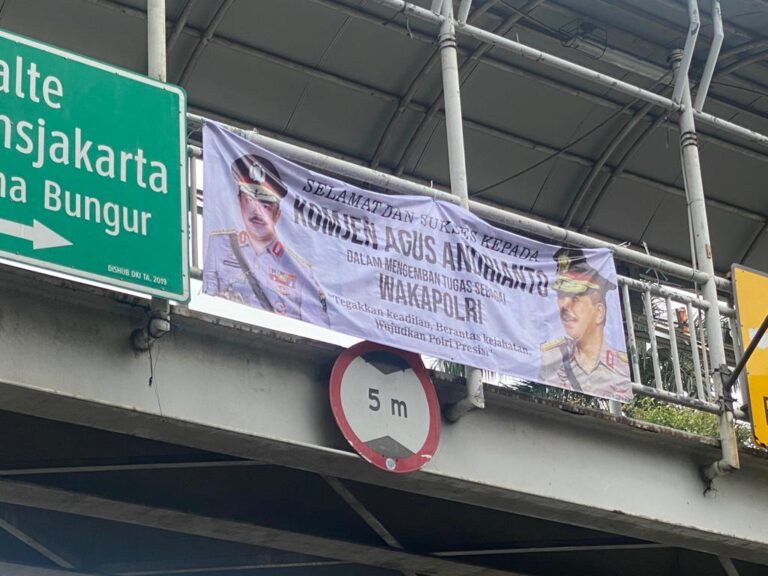 alte
nsjakarta
na Bungur
DISHUB DKI TA. 2019
SELAMAT DAN SUKSES KEPADA
KOMJEN AGUS ANDRIANTO
DALAM MENGEMBAN TUGAS SEBAGAI
WAKAPOLRI
"Tegakkan keadilan, Berantas kejahatan,
Wujudkan Polri Presisi"
5 m